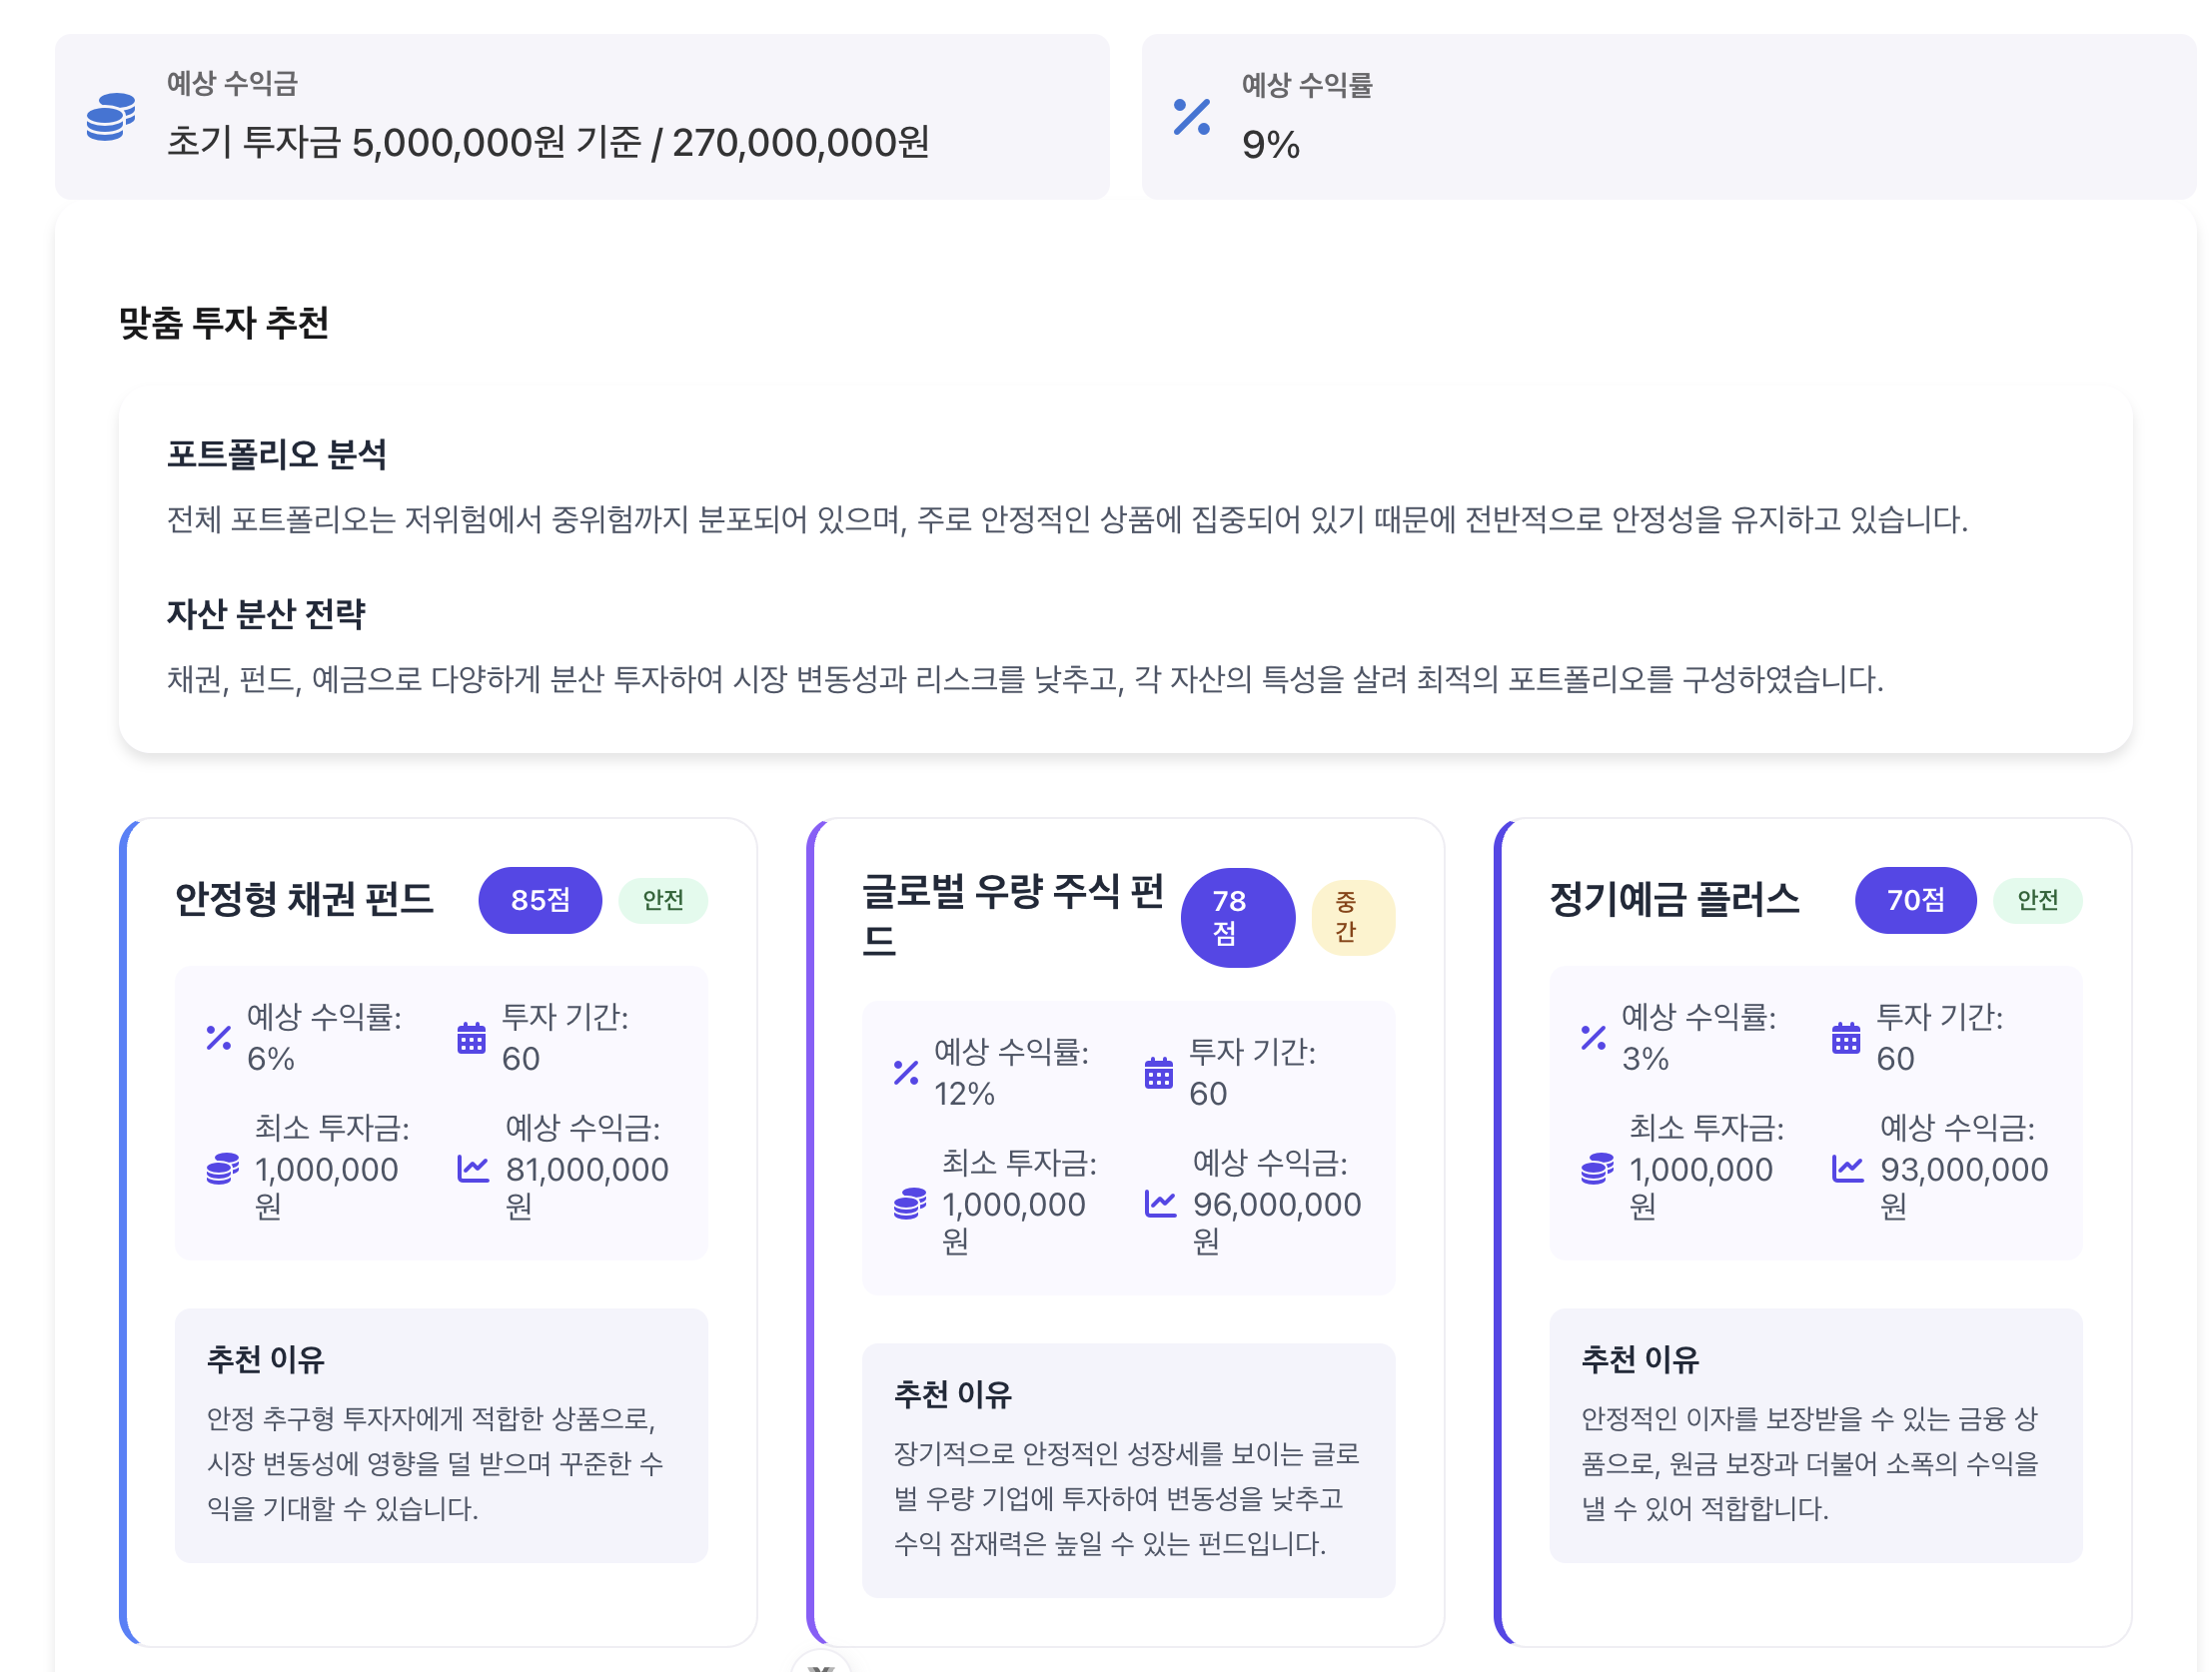 예상 수익금
초기 투자금 5,000,000원 기준 / 270,000,000원
예상 수익률
9%
맞춤 투자 추천
포트폴리오 분석
전체 포트폴리오는 저위험에서 중위험까지 분포되어 있으며, 주로 안정적인 상품에 집중되어 있기 때문에 전반적으로 안정성을 유지하고 있습니다.
자산 분산 전략
채권, 펀드, 예금으로 다양하게 분산 투자하여 시장 변동성과 리스크를 낮추고, 각 자산의 특성을 살려 최적의 포트폴리오를 구성하였습니다.
안정형 채권 펀드
85점
안전
예상 수익률:
6%
투자 기간:
60
최소 투자금:
1,000,000
원
예상 수익금:
81,000,000
원
추천 이유
안정 추구형 투자자에게 적합한 상품으로,
시장 변동성에 영향을 덜 받으며 꾸준한 수
익을 기대할 수 있습니다.
글로벌 우량 주식 펀
드
78
점
중
간
예상 수익률:
12%
투자 기간:
60
최소 투자금:
1,000,000
원
예상 수익금:
96,000,000
원
추천 이유
장기적으로 안정적인 성장세를 보이는 글로
벌 우량 기업에 투자하여 변동성을 낮추고
수익 잠재력은 높일 수 있는 펀드입니다.
정기예금 플러스
70점
안전
예상 수익률:
3%
투자 기간:
60
최소 투자금:
1,000,000
원
예상 수익금:
93,000,000
원
추천 이유
안정적인 이자를 보장받을 수 있는 금융 상
품으로, 원금 보장과 더불어 소폭의 수익을
낼 수 있어 적합합니다.